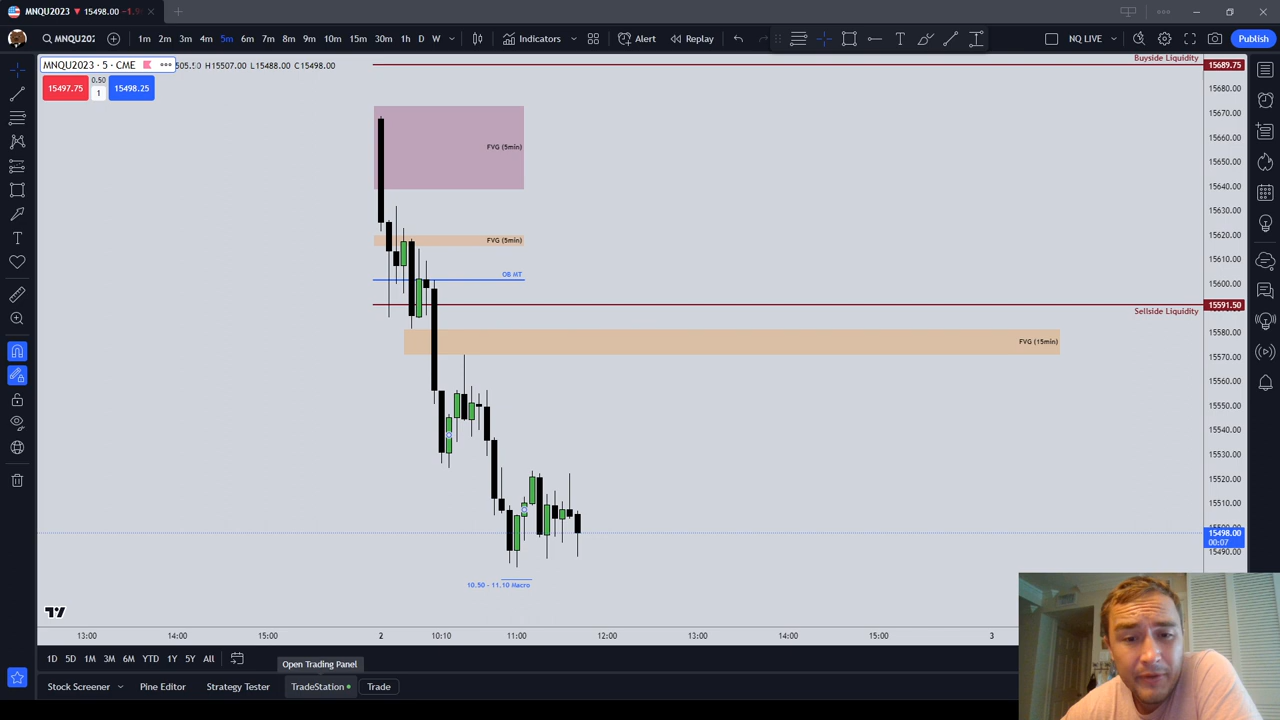 MNQU2023 ▼ 15498.00
MNQU202
1m 2m 3m 4m 5m 6m 7m 8m 9m 10m 15m 30m 1h D W
Indicators
Alert
Replay
NQ LIVE
Publish
MNQU2023 · 5 · CME
H15507.00 L15488.00 C15498.00
15497.75
0.50
1
15498.25
Buyside Liquidity
15689.75
15680.00
15670.00
15660.00
FVG (5min)
15650.00
15640.00
15630.00
15620.00
FVG (5min)
15610.00
15600.00
OB MT
15591.50
Sellside Liquidity
15580.00
FVG (15min)
15570.00
15560.00
15550.00
15540.00
15530.00
15520.00
15510.00
15498.00
00:07
15490.00
10.50 - 11.10 Macro
13:00 14:00 15:00 2 10:10 11:00 12:00 13:00 14:00 15:00 3
1D 5D 1M 3M 6M YTD 1Y 5Y All
Open Trading Panel
Stock Screener
Pine Editor
Strategy Tester
TradeStation
Trade